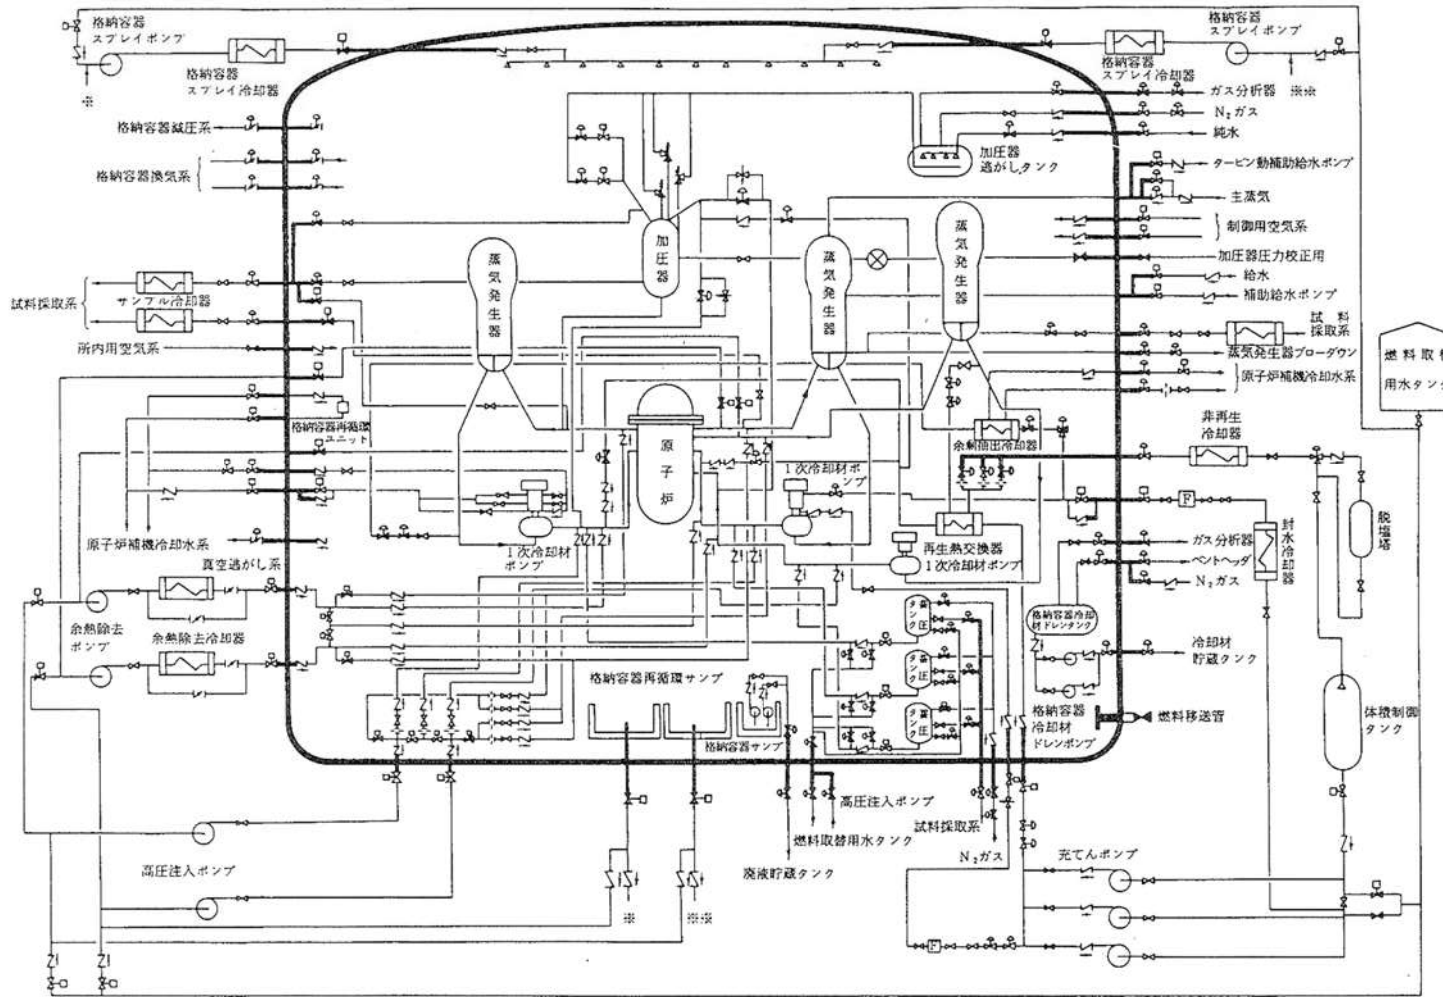 格納容器
スプレイポンプ
格納容器
スプレイ冷却器
※
格納容器
スプレイポンプ
格納容器
スプレイ冷却器
ガス分析器
※※
N₂ガス
純水
格納容器減圧系
格納容器換気系
加圧器
逃がしタンク
タービン動補助給水ポンプ
主蒸気
制御用空気系
加圧器圧力校正用
給水
補助給水ポンプ
加圧器
蒸気発生器
蒸気発生器
蒸気発生器
試料採取系
サンプル冷却器
所内用空気系
試料
採取系
蒸気発生器ブローダウン
原子炉補機冷却水系
用水タンク
格納容器再循環
ユニット
原子炉
余剰抽出冷却器
非再生
冷却器
1次冷却材ポ
ンプ
1次冷却材
ポンプ
再生熱交換器
1次冷却材ポンプ
F
封水冷却器
脱塩塔
原子炉補機冷却水系
真空逃がし系
ガス分析器
ベントヘッダ
N₂ガス
余熱除去
ポンプ
余熱除去冷却器
蓄圧
タンク
蓄圧
タンク
蓄圧
タンク
格納容器冷却
材ドレンタンク
冷却材
貯蔵タンク
格納容器再循環サンプ
格納容器サンプ
格納容器
冷却材
ドレンポンプ
燃料移送管
体積制御
タンク
高圧注入ポンプ
燃料取替用水タンク
試料採取系
N₂ガス
廃液貯蔵タンク
高圧注入ポンプ
※
※※
充てんポンプ
F